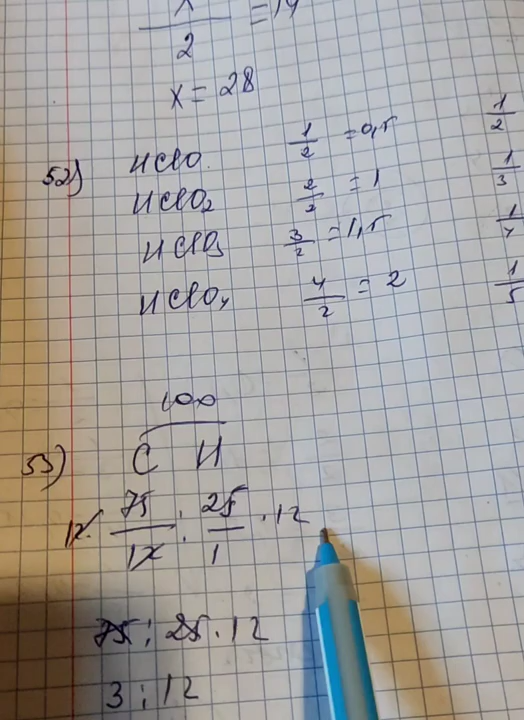 x/2 = 14
x = 28
52) HClO 1/2 = 0,5 1/2
HClO₂ 2/2 = 1 1/3
HClO₃ 3/2 = 1,5 1/4
HClO₄ 4/2 = 2 1/5
100
53) C H
12· 75/12 : 25/1 · 12
75 : 25 · 12
3 : 12